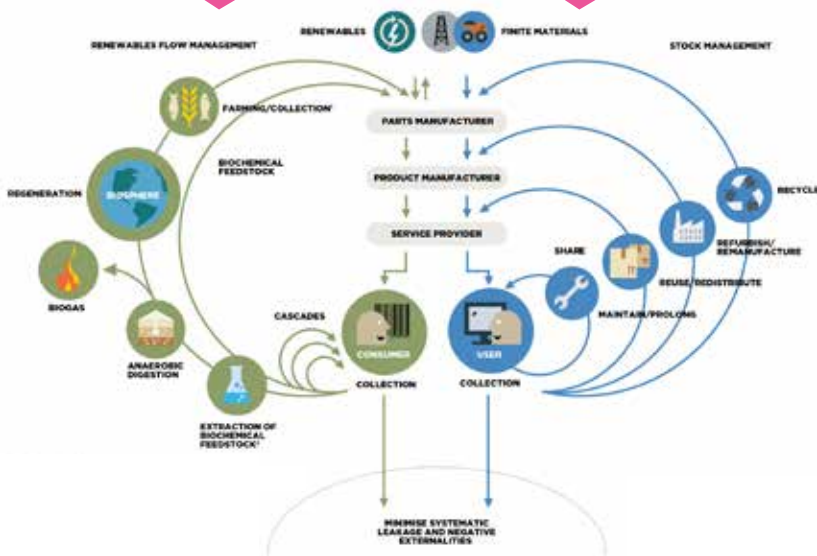 RENEWABLES
FINITE MATERIALS
RENEWABLES FLOW MANAGEMENT
STOCK MANAGEMENT
FARMING/COLLECTION¹
PARTS MANUFACTURER
BIOCHEMICAL
FEEDSTOCK
PRODUCT MANUFACTURER
REGENERATION
BIOSPHERE
RECYCLE
SERVICE PROVIDER
SHARE
REFURBISH/
REMANUFACTURE
REUSE/REDISTRIBUTE
BIOGAS
CASCADES
MAINTAIN/PROLONG
CONSUMER
USER
ANAEROBIC
DIGESTION
COLLECTION
COLLECTION
EXTRACTION OF
BIOCHEMICAL
FEEDSTOCK²
MINIMISE SYSTEMATIC
LEAKAGE AND NEGATIVE
EXTERNALITIES